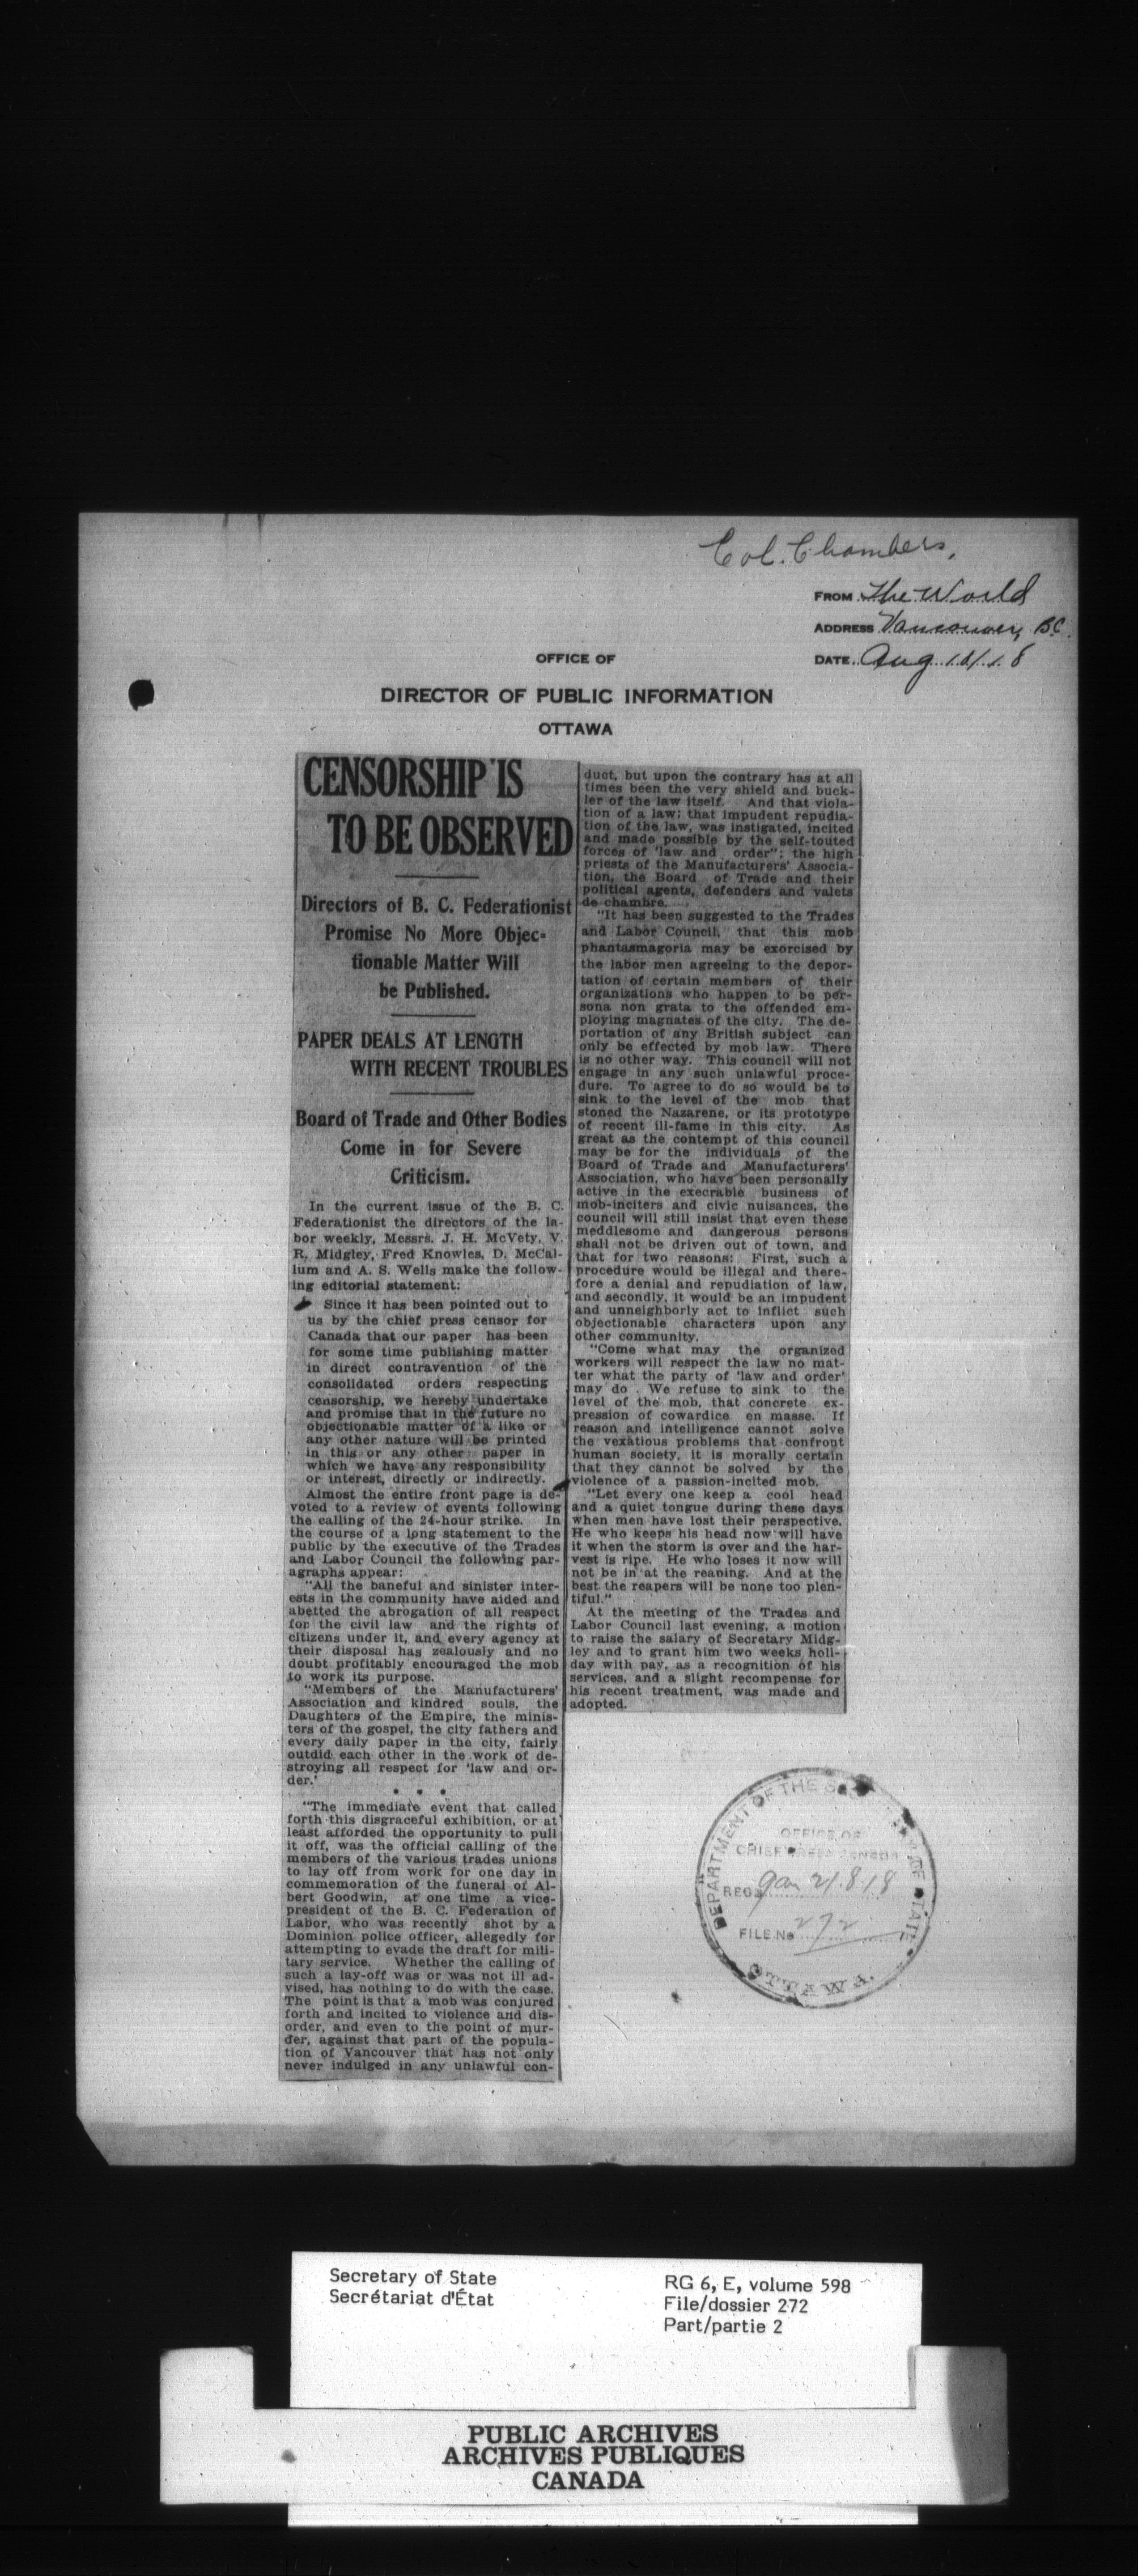 Col. Chambers,
FROM The World
ADDRESS Vancouver, BC.
DATE. Aug
OFFICE OF
DIRECTOR OF PUBLIC INFORMATION
OTTAWA
CENSORSHIP IS
TO BE OBSERVED
Directors of B. C. Federationist
Promise No More Objec-
tionable Matter Will
be Published.
PAPER DEALS AT LENGTH
WITH RECENT TROUBLES
Board of Trade and Other Bodies
Come in for Severe
Criticism.
In the current issue of the B. C.
Federationist the directors of the la-
bor weekly, Messrs. J. H. McVety, V.
R. Midgley, Fred Knowles, D. McCal-
lum and A. S. Wells make the follow-
ing editorial statement:
Since it has been pointed out to
us by the chief press censor for
Canada that our paper has been
for some time publishing matter
in direct contravention of the
consolidated orders respecting
censorship, we hereby undertake
and promise that in the future no
objectionable matter of a like or
any other nature will be printed
in this or any other paper in
which we have any responsibility
or interest, directly or indirectly.
Almost the entire front page is de-
voted to a review of events following
the calling of the 24-hour strike. In
the course of a long statement to the
public by the executive of the Trades
and Labor Council the following par-
agraphs appear:
"All the baneful and sinister inter-
ests in the community have aided and
abetted the abrogation of all respect
for the civil law and the rights of
citizens under it, and every agency at
their disposal has zealously and no
doubt profitably encouraged the mob
to work its purpose.
"Members of the Manufacturers'
Association and kindred souls, the
Daughters of the Empire, the minis-
ters of the gospel, the city fathers and
every daily paper in the city, fairly
outdid each other in the work of de-
stroying all respect for 'law and or-
der.'
* * *
"The immediate event that called
forth this disgraceful exhibition, or at
least afforded the opportunity to pull
it off, was the official calling of the
members of the various trades unions
to lay off from work for one day in
commemoration of the funeral of Al-
bert Goodwin, at one time a vice-
president of the B. C. Federation of
Labor, who was recently shot by a
Dominion police officer, allegedly for
attempting to evade the draft for mili-
tary service. Whether the calling of
such a lay-off was or was not ill ad-
vised, has nothing to do with the case.
The point is that a mob was conjured
forth and incited to violence and dis-
order, and even to the point of mur-
der, against that part of the popula-
tion of Vancouver that has not only
never indulged in any unlawful con-
duct, but upon the contrary has at all
times been the very shield and buck-
ler of the law itself. And that viola-
tion of a law; that impudent repudia-
tion of the law, was instigated, incited
and made possible by the self-touted
forces of 'law and order"; the high
priests of the Manufacturers' Associa-
tion, the Board of Trade and their
political agents, defenders and valets
de chambre.
"It has been suggested to the Trades
and Labor Council, that this mob
phantasmagoria may be exorcised by
the labor men agreeing to the depor-
tation of certain members of their
organizations who happen to be per-
sona non grata to the offended em-
ploying magnates of the city. The de-
portation of any British subject can
only be effected by mob law. There
is no other way. This council will not
engage in any such unlawful proce-
dure. To agree to do so would be to
sink to the level of the mob that
stoned the Nazarene, or its prototype
of recent ill-fame in this city. As
great as the contempt of this council
may be for the individuals of the
Board of Trade and Manufacturers'
Association, who have been personally
active in the execrable business of
mob-inciters and civic nuisances, the
council will still insist that even these
meddlesome and dangerous persons
shall not be driven out of town, and
that for two reasons: First, such a
procedure would be illegal and there-
fore a denial and repudiation of law,
and secondly, it would be an impudent
and unneighborly act to inflict such
objectionable characters upon any
other community.
"Come what may the organized
workers will respect the law no mat-
ter what the party of 'law and order'
may do. We refuse to sink to the
level of the mob, that concrete ex-
pression of cowardice en masse. If
reason and intelligence cannot solve
the vexatious problems that confront
human society, it is morally certain
that they cannot be solved by the
violence of a passion-incited mob.
"Let every one keep a cool head
and a quiet tongue during these days
when men have lost their perspective.
He who keeps his head now will have
it when the storm is over and the har-
vest is ripe. He who loses it now will
not be in at the reaping. And at the
best the reapers will be none too plen-
tiful."
At the meeting of the Trades and
Labor Council last evening, a motion
to raise the salary of Secretary Midg-
ley and to grant him two weeks holi-
day with pay, as a recognition of his
services, and a slight recompense for
his recent treatment, was made and
adopted.
DEPARTMENT OF THE STATE
OFFICE OF
CHIEF PRESS CENSOR
21.8.18
FILE No 272
OTTAWA.
Secretary of State
Secrétariat d'État
RG 6, E, volume 598
File/dossier 272
Part/partie 2
PUBLIC ARCHIVES
ARCHIVES PUBLIQUES
CANADA